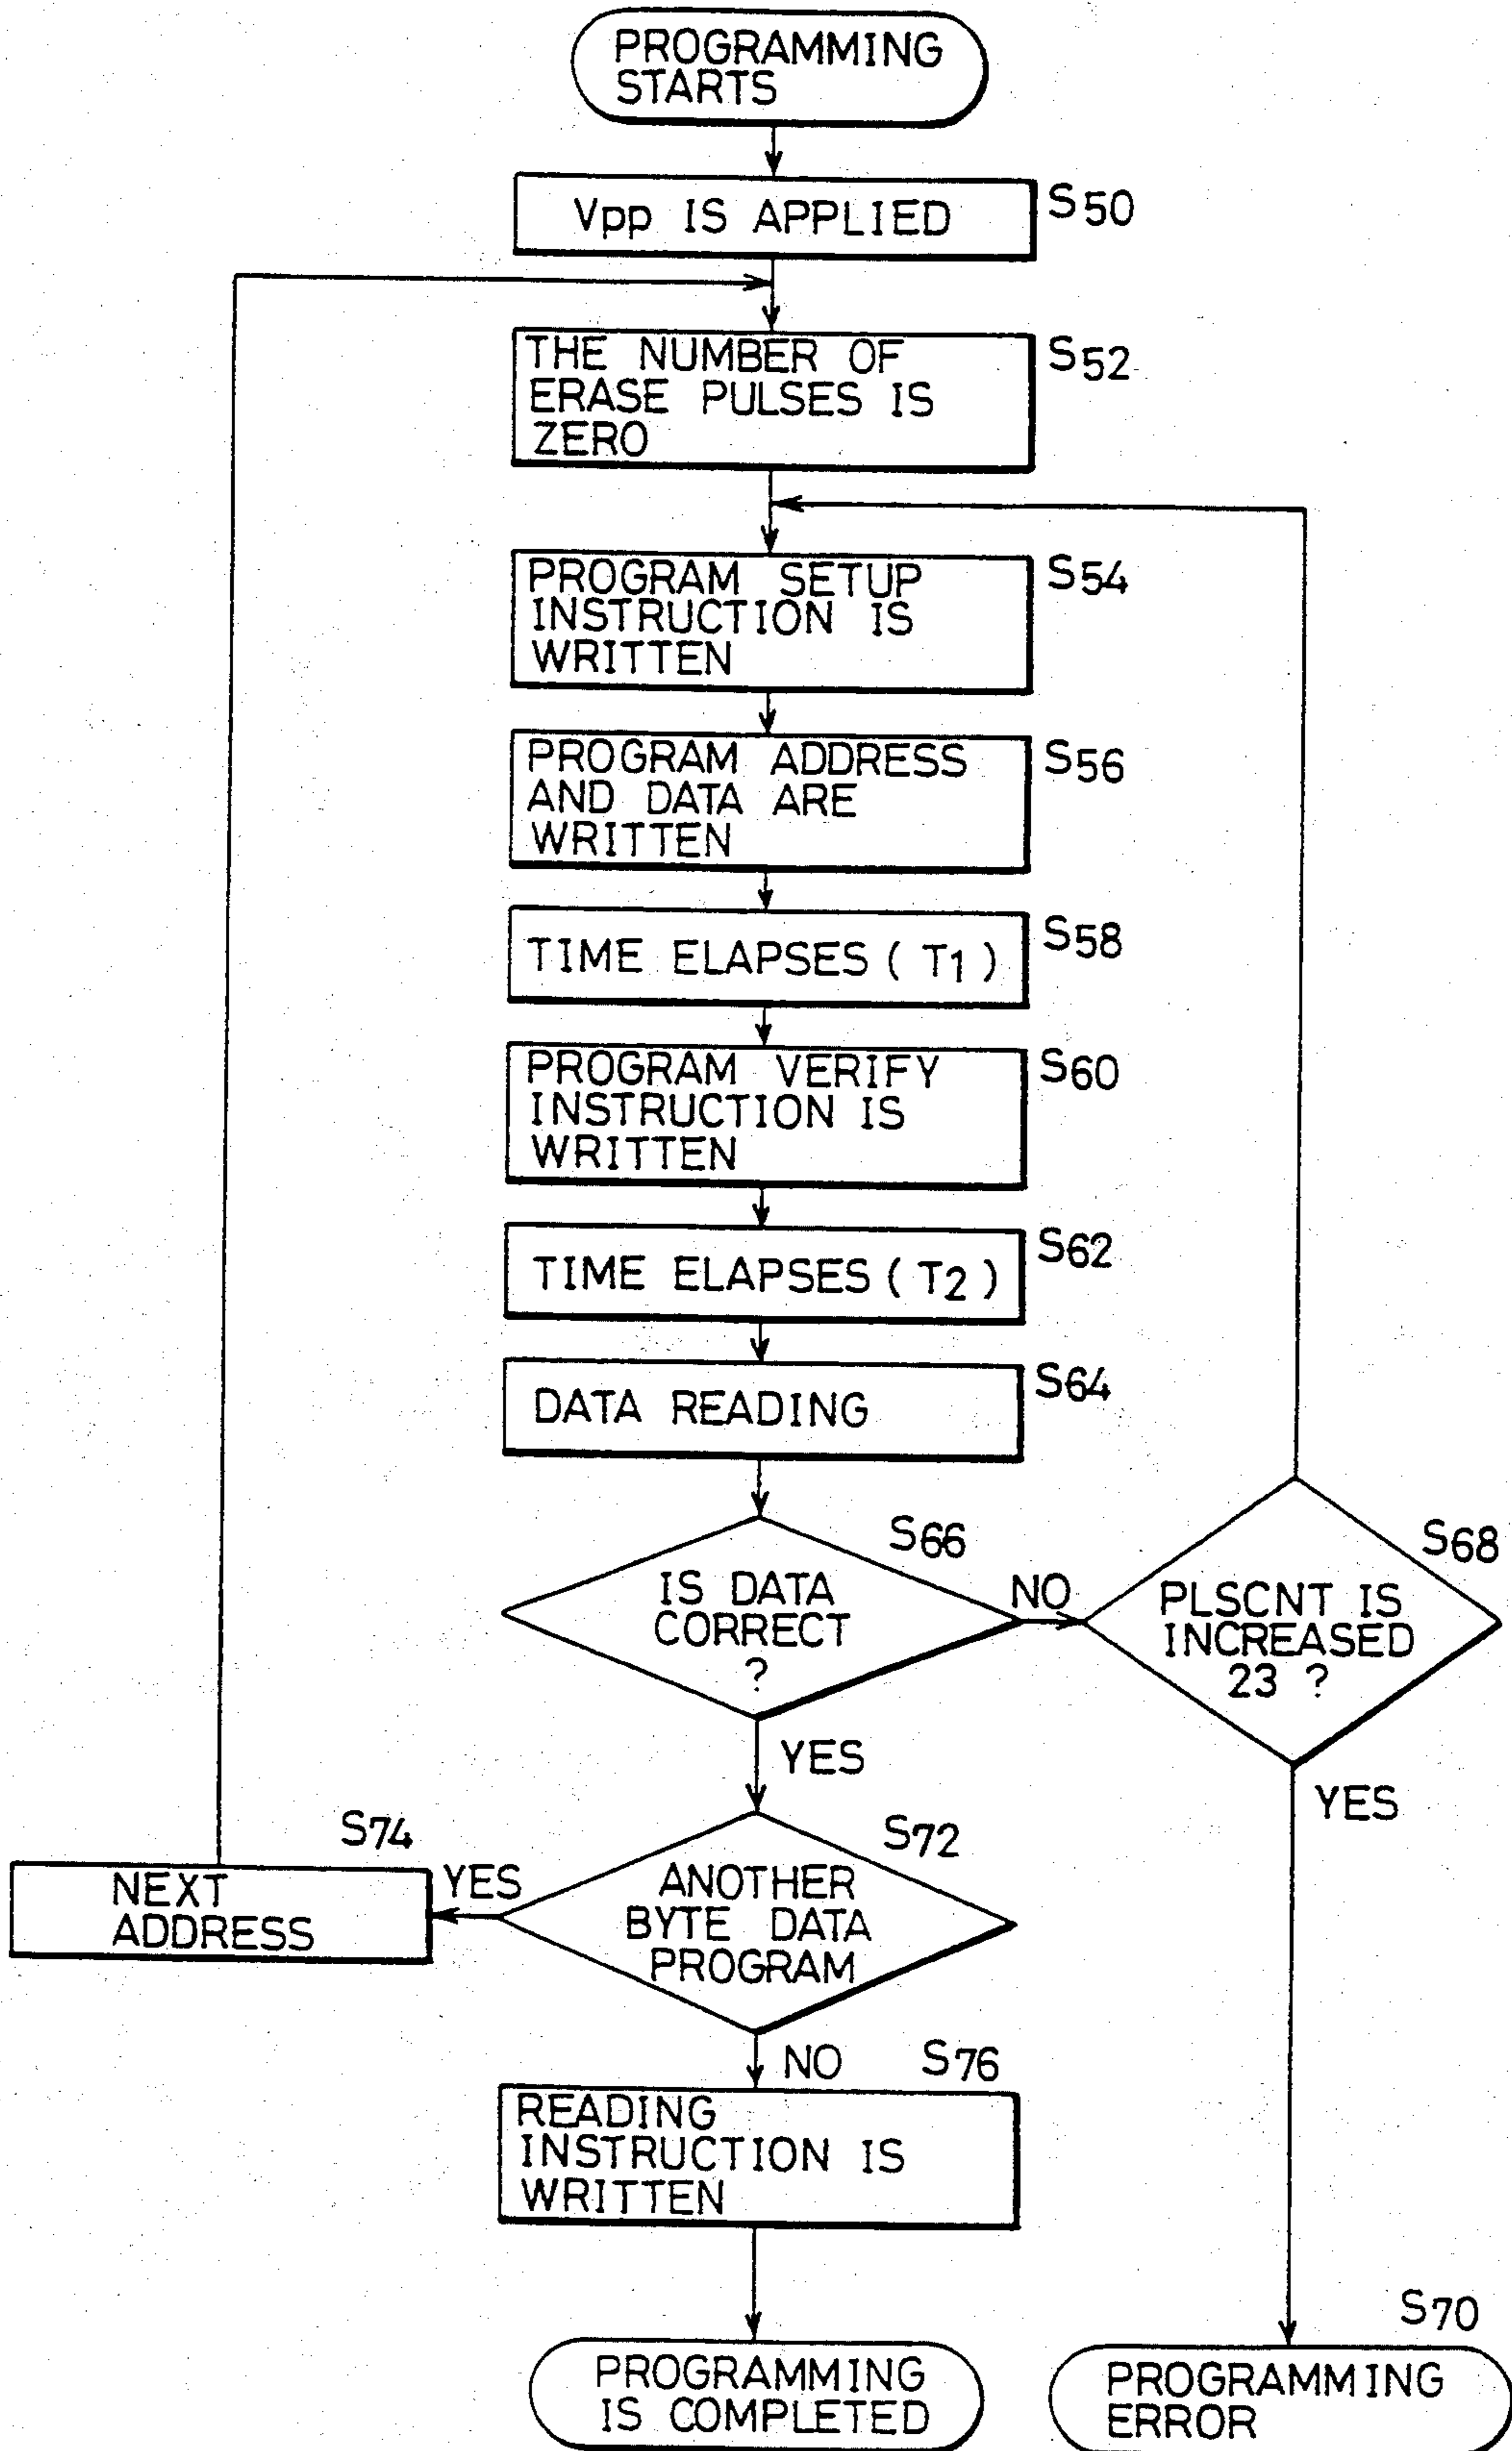 PROGRAMMING
STARTS
Vpp IS APPLIED
S50
THE NUMBER OF
ERASE PULSES IS
ZERO
S52
PROGRAM SETUP
INSTRUCTION IS
WRITTEN
S54
PROGRAM ADDRESS
AND DATA ARE
WRITTEN
S56
TIME ELAPSES ( T1 )
S58
PROGRAM VERIFY
INSTRUCTION IS
WRITTEN
S60
TIME ELAPSES ( T2 )
S62
DATA READING
S64
S66
IS DATA
CORRECT
?
NO
S68
PLSCNT IS
INCREASED
23 ?
YES
YES
S74
NEXT
ADDRESS
YES
S72
ANOTHER
BYTE DATA
PROGRAM
NO
S76
READING
INSTRUCTION IS
WRITTEN
PROGRAMMING
IS COMPLETED
S70
PROGRAMMING
ERROR